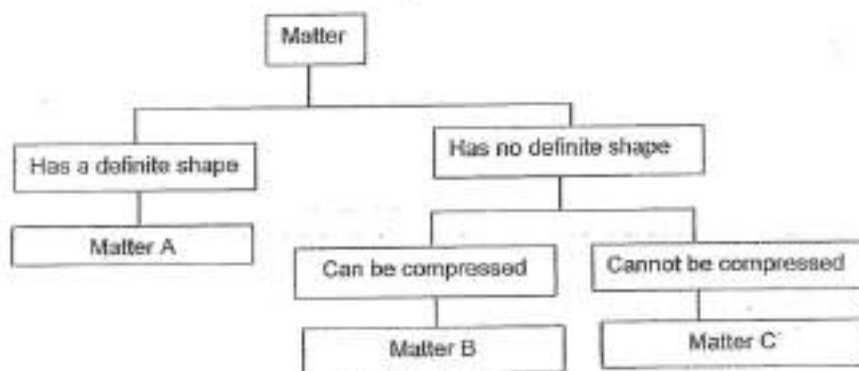 Matter
Has a definite shape
Has no definite shape
Matter A
Can be compressed
Cannot be compressed
Matter B
Matter C